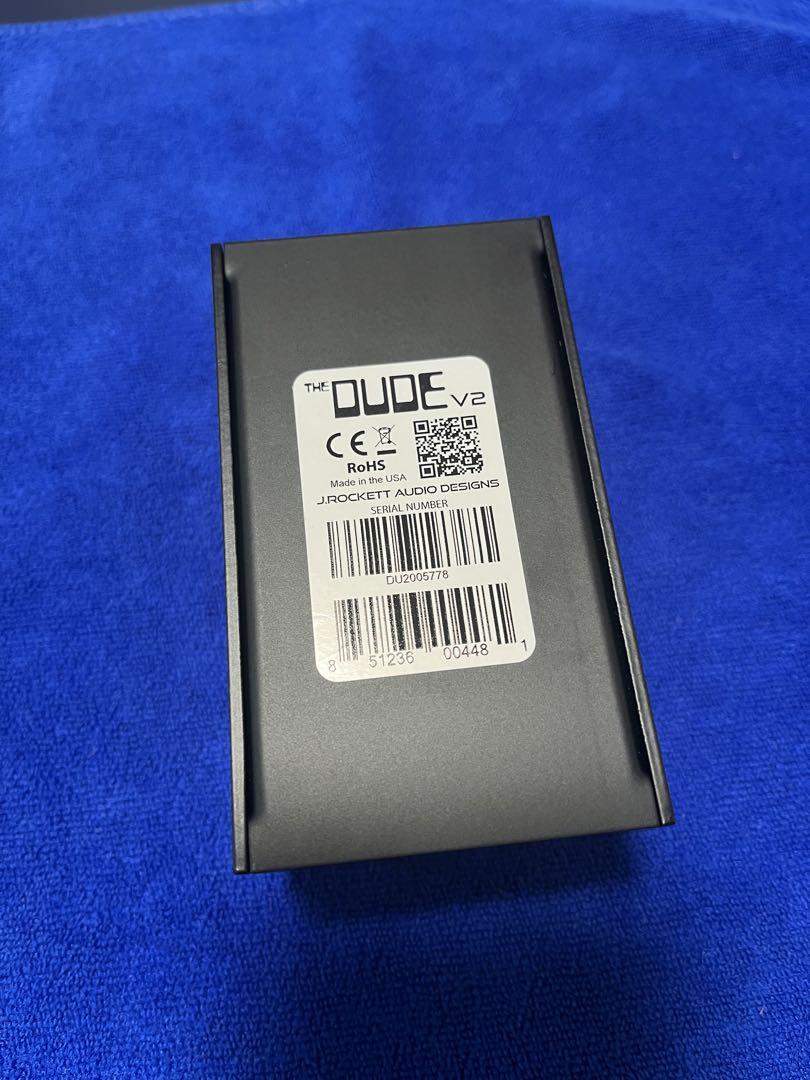 THE DUDE V2
CE
RoHS
Made in the USA
J.ROCKETT AUDIO DESIGNS
SERIAL NUMBER
DU2005778
8 51236 00448 1